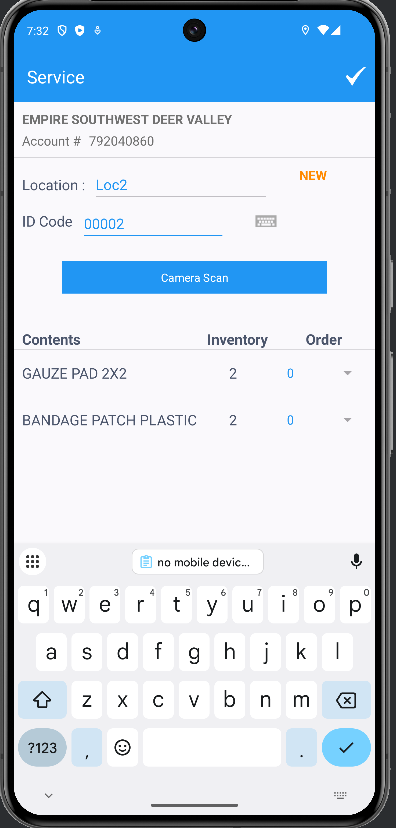 7:32
Service
EMPIRE SOUTHWEST DEER VALLEY
Account # 792040860
Location : Loc2 NEW
ID Code 00002
Camera Scan
Contents Inventory Order
GAUZE PAD 2X2 2 0
BANDAGE PATCH PLASTIC 2 0
no mobile devic...
q1 w2 e3 r4 t5 y6 u7 i8 o9 p0
a s d f g h j k l
z x c v b n m
?123 , .